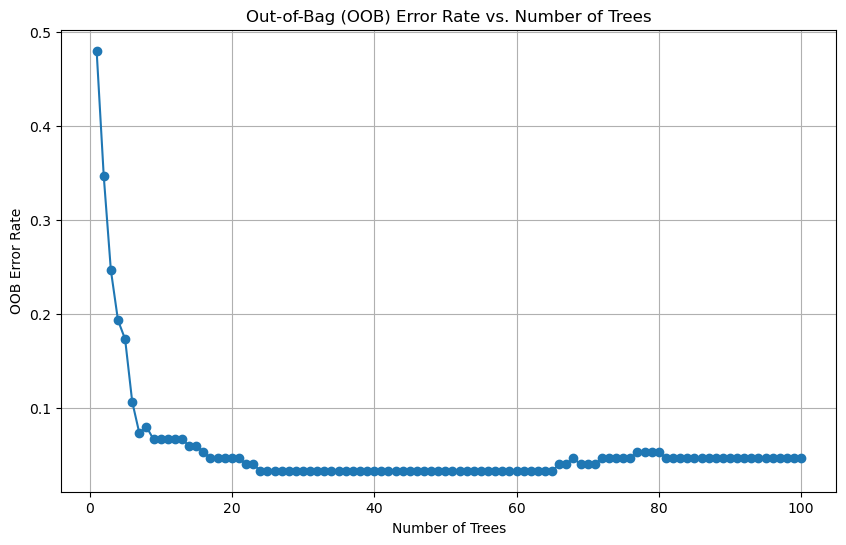 Out-of-Bag (OOB) Error Rate vs. Number of Trees
0.5
0.4
0.3
0.2
0.1
OOB Error Rate
0 20 40 60 80 100
Number of Trees